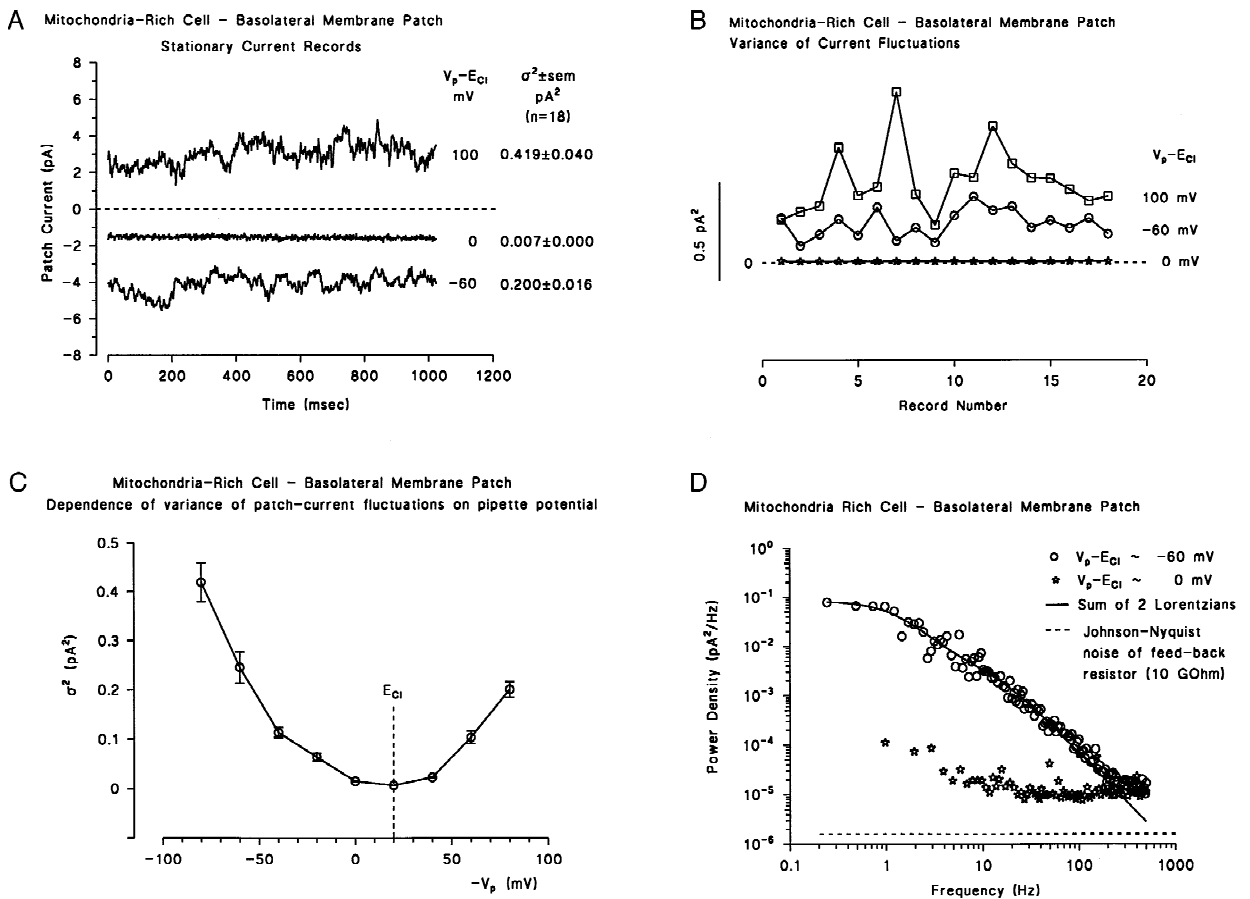 A
Mitochondria-Rich Cell - Basolateral Membrane Patch
Stationary Current Records
Patch Current (pA)
8
6
4
2
0
-2
-4
-6
-8
Vp-ECl
mV
σ²±sem
pA²
(n=18)
100 0.419±0.040
0 0.007±0.000
-60 0.200±0.016
0 200 400 600 800 1000 1200
Time (msec)
B
Mitochondria-Rich Cell - Basolateral Membrane Patch
Variance of Current Fluctuations
Vp-ECl
100 mV
-60 mV
0 mV
0.5 pA²
0
0 5 10 15 20
Record Number
C
Mitochondria-Rich Cell - Basolateral Membrane Patch
Dependence of variance of patch-current fluctuations on pipette potential
σ² (pA²)
0.5
0.4
0.3
0.2
0.1
0
ECl
-100 -50 0 50 100
-Vp (mV)
D
Mitochondria Rich Cell - Basolateral Membrane Patch
Power Density (pA²/Hz)
10⁰
10⁻¹
10⁻²
10⁻³
10⁻⁴
10⁻⁵
10⁻⁶
Vp-ECl ~ -60 mV
Vp-ECl ~ 0 mV
Sum of 2 Lorentzians
Johnson-Nyquist
noise of feed-back
resistor (10 GOhm)
0.1 1 10 100 1000
Frequency (Hz)